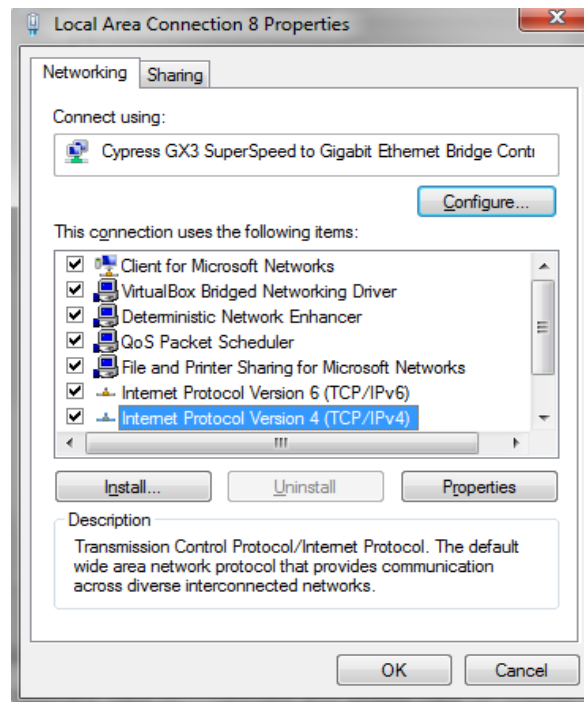 Local Area Connection 8 Properties
Networking
Sharing
Connect using:
Cypress GX3 SuperSpeed to Gigabit Ethernet Bridge Contr
Configure...
This connection uses the following items:
Client for Microsoft Networks
VirtualBox Bridged Networking Driver
Deterministic Network Enhancer
QoS Packet Scheduler
File and Printer Sharing for Microsoft Networks
Internet Protocol Version 6 (TCP/IPv6)
Internet Protocol Version 4 (TCP/IPv4)
Install...
Uninstall
Properties
Description
Transmission Control Protocol/Internet Protocol. The default
wide area network protocol that provides communication
across diverse interconnected networks.
OK
Cancel